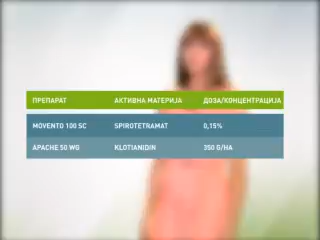 ПРЕПАРАТ АКТИВНА МАТЕРИЈА ДОЗА/КОНЦЕНТРАЦИЈА
MOVENTO 100 SC SPIROTETRAMAT 0,15%
APACHE 50 WG KLOTIANIDIN 350 G/HA